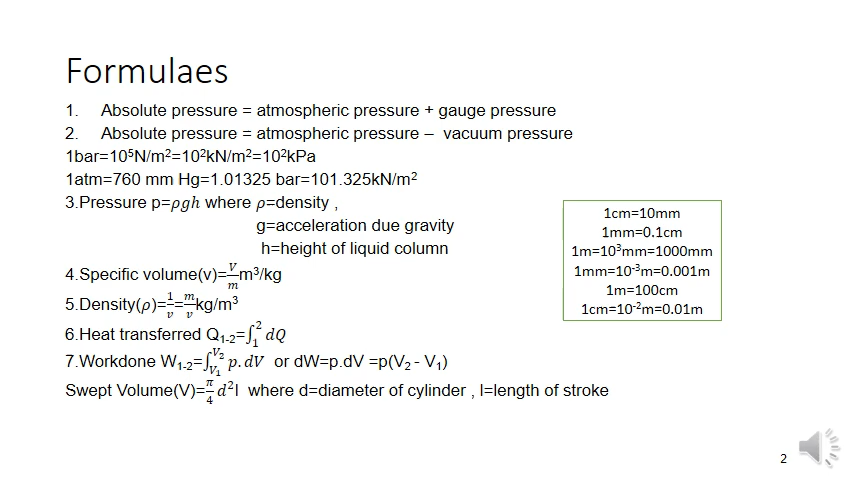 Formulaes
1. Absolute pressure = atmospheric pressure + gauge pressure
2. Absolute pressure = atmospheric pressure – vacuum pressure
1bar=10⁵N/m²=10²kN/m²=10²kPa
1atm=760 mm Hg=1.01325 bar=101.325kN/m²
3.Pressure p=𝜌𝑔ℎ where 𝜌=density ,
g=acceleration due gravity
h=height of liquid column
4.Specific volume(v)=V/m m³/kg
5.Density(𝜌)=1/v=m/v kg/m³
6.Heat transferred Q₁₋₂=∫₁² 𝑑𝑄
7.Workdone W₁₋₂=∫_V₁^V₂ 𝑝.𝑑𝑉 or dW=p.dV =p(V₂ - V₁)
Swept Volume(V)=π/4 𝑑²l where d=diameter of cylinder , l=length of stroke
1cm=10mm
1mm=0.1cm
1m=10³mm=1000mm
1mm=10⁻³m=0.001m
1m=100cm
1cm=10⁻²m=0.01m
2